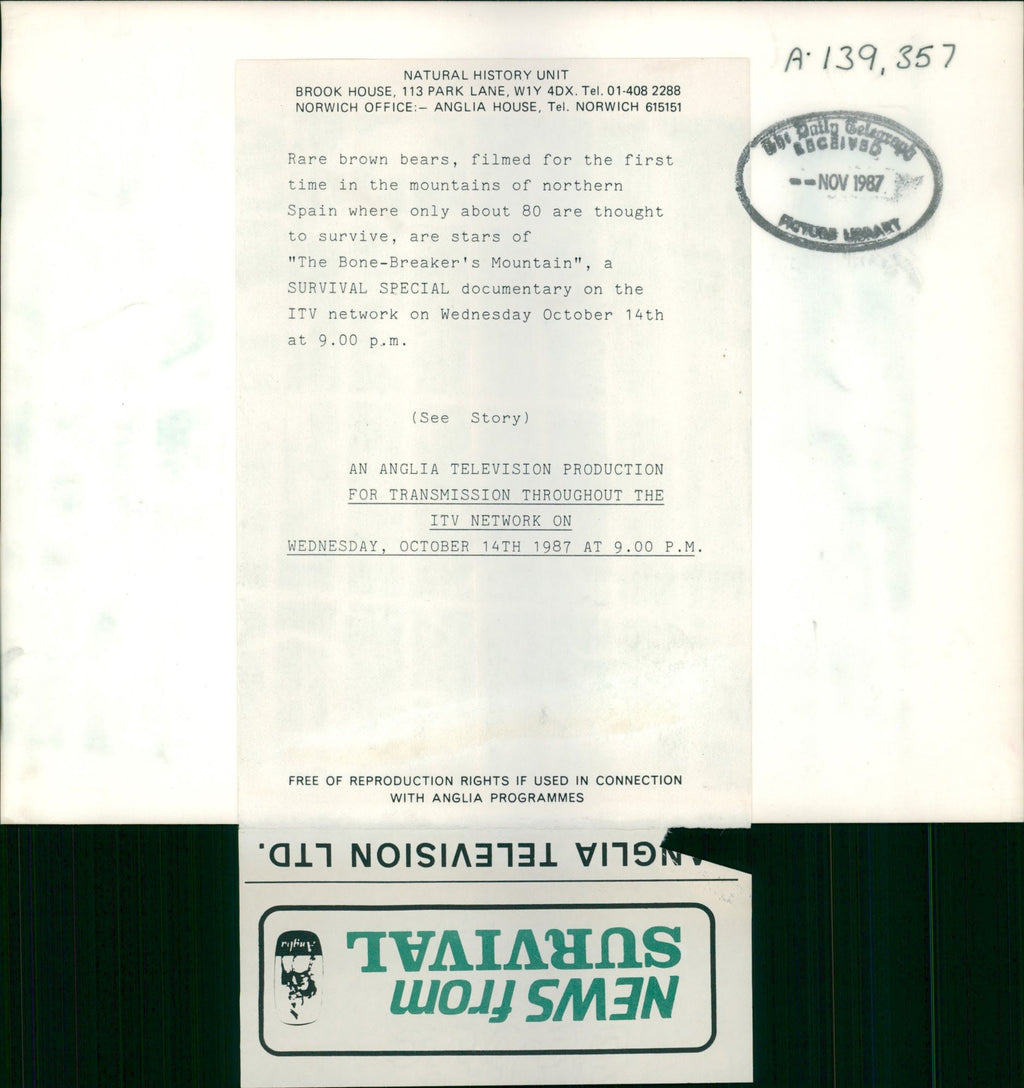 A. 139,357
The Daily Telegraph
RECEIVED
-- NOV 1987
PICTURE LIBRARY
NATURAL HISTORY UNIT
BROOK HOUSE, 113 PARK LANE, W1Y 4DX. Tel. 01-408 2288
NORWICH OFFICE:— ANGLIA HOUSE, Tel. NORWICH 615151
Rare brown bears, filmed for the first
time in the mountains of northern
Spain where only about 80 are thought
to survive, are stars of
"The Bone-Breaker's Mountain", a
SURVIVAL SPECIAL documentary on the
ITV network on Wednesday October 14th
at 9.00 p.m.
(See Story)
AN ANGLIA TELEVISION PRODUCTION
FOR TRANSMISSION THROUGHOUT THE
ITV NETWORK ON
WEDNESDAY, OCTOBER 14TH 1987 AT 9.00 P.M.
FREE OF REPRODUCTION RIGHTS IF USED IN CONNECTION
WITH ANGLIA PROGRAMMES
NEWS from
SURVIVAL
Anglia
ANGLIA TELEVISION LTD.